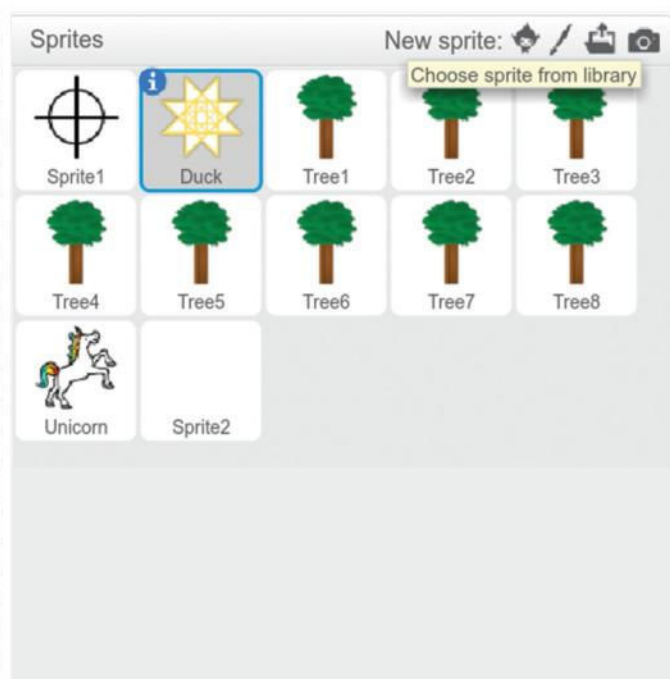 Sprites New sprite:
Choose sprite from library
Sprite1 Duck Tree1 Tree2 Tree3
Tree4 Tree5 Tree6 Tree7 Tree8
Unicorn Sprite2